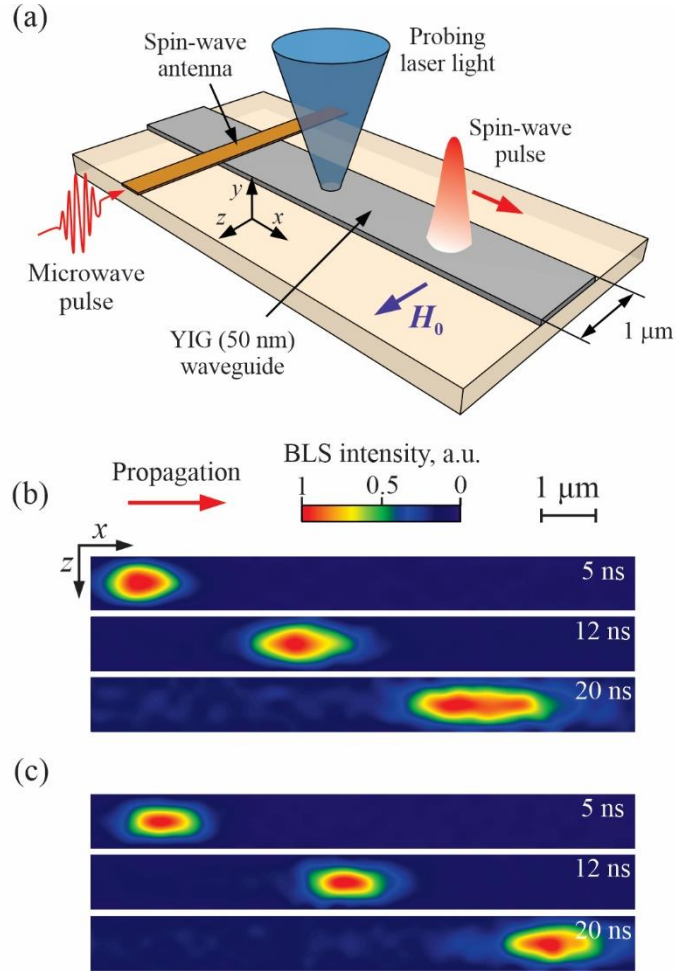 (a)
Spin-wave
antenna
Probing
laser light
Spin-wave
pulse
y
z
x
Microwave
pulse
H₀
YIG (50 nm)
waveguide
1 μm
(b)
Propagation
BLS intensity, a.u.
1
0.5
0
1 μm
x
z
5 ns
12 ns
20 ns
(c)
5 ns
12 ns
20 ns